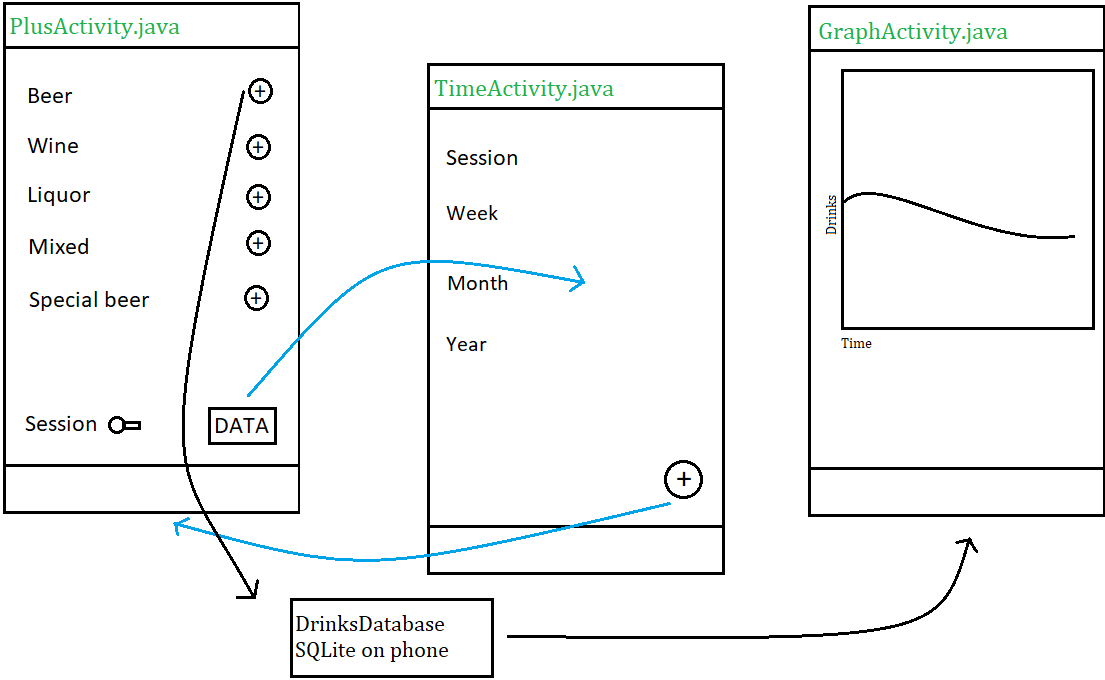 PlusActivity.java
Beer +
Wine +
Liquor +
Mixed +
Special beer +
Session
DATA
TimeActivity.java
Session
Week
Month
Year
+
GraphActivity.java
Drinks
Time
DrinksDatabase
SQLite on phone